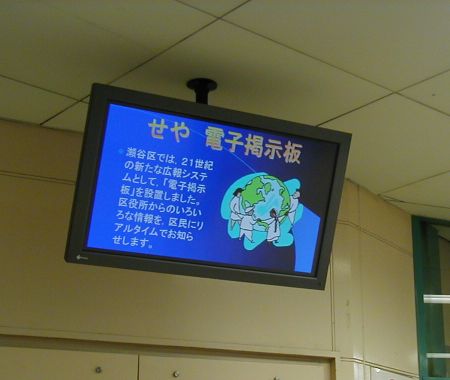 せや 電子掲示板
瀬谷区では、21世紀
の新たな広報システ
ムとして、「電子掲示
板」を設置しました。
区役所からのいろい
ろな情報を、区民にリ
アルタイムでお知ら
せします。